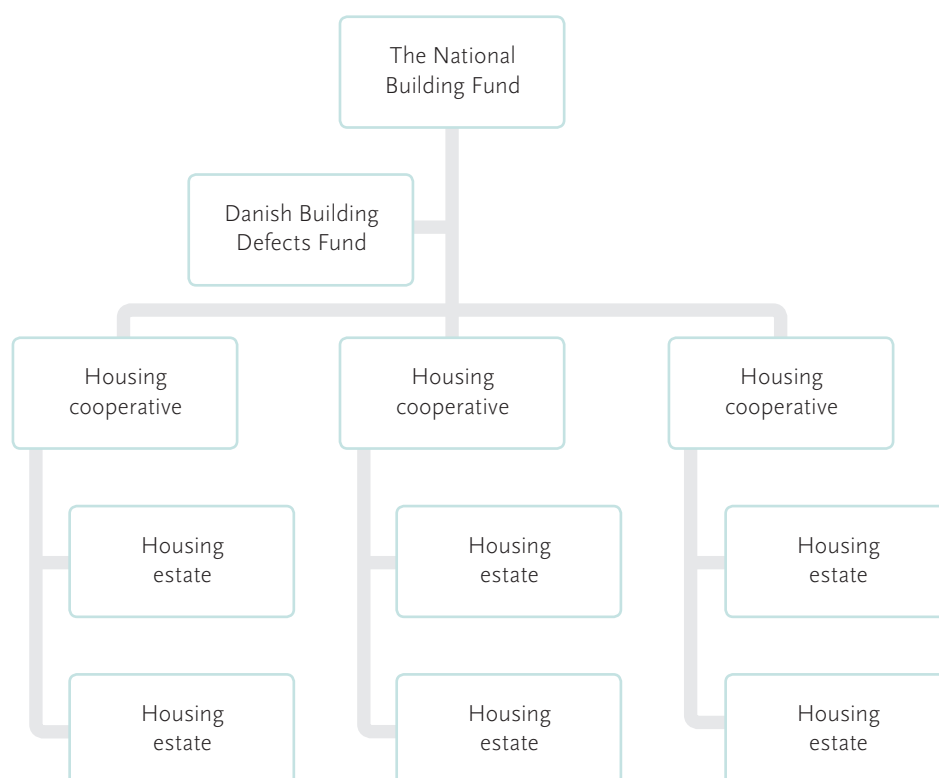 The National
Building Fund
Danish Building
Defects Fund
Housing
cooperative
Housing
cooperative
Housing
cooperative
Housing
estate
Housing
estate
Housing
estate
Housing
estate
Housing
estate
Housing
estate